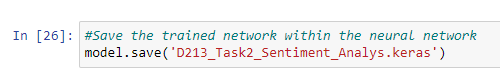 In [26]: #Save the trained network within the neural network
model.save('D213_Task2_Sentiment_Analys.keras')